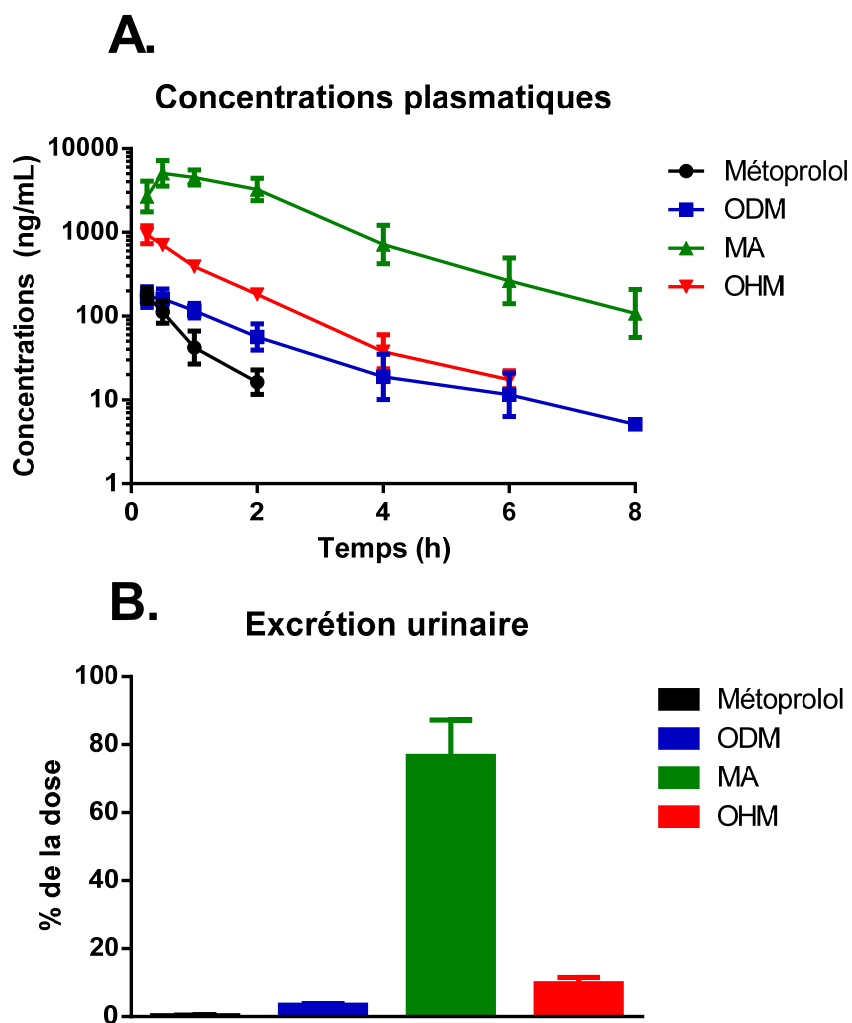 A.
Concentrations plasmatiques
Concentrations (ng/mL)
10000
1000
100
10
1
0
2
4
6
8
Temps (h)
Métoprolol
ODM
MA
OHM
B.
Excrétion urinaire
% de la dose
100
80
60
40
20
0
Métoprolol
ODM
MA
OHM